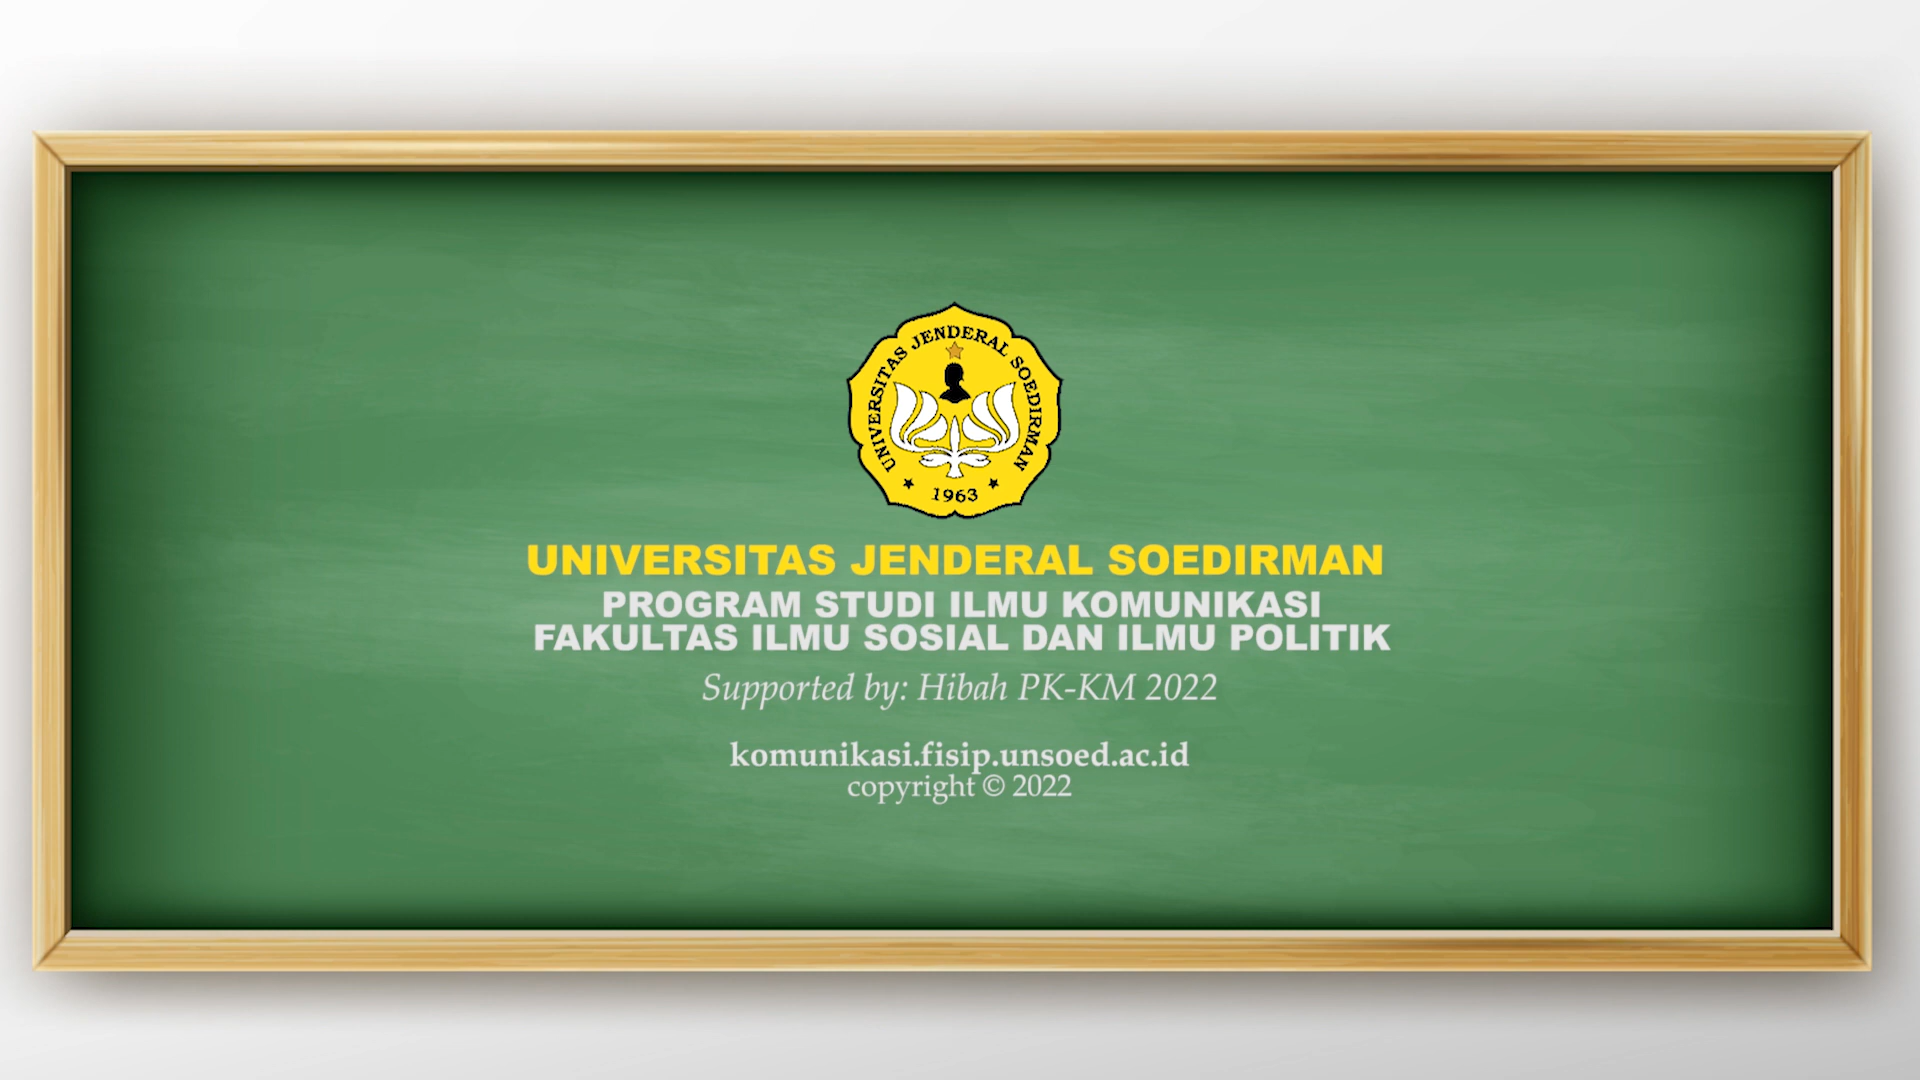 UNIVERSITAS JENDERAL SOEDIRMAN
1963
UNIVERSITAS JENDERAL SOEDIRMAN
PROGRAM STUDI ILMU KOMUNIKASI
FAKULTAS ILMU SOSIAL DAN ILMU POLITIK
Supported by: Hibah PK-KM 2022
komunikasi.fisip.unsoed.ac.id
copyright © 2022